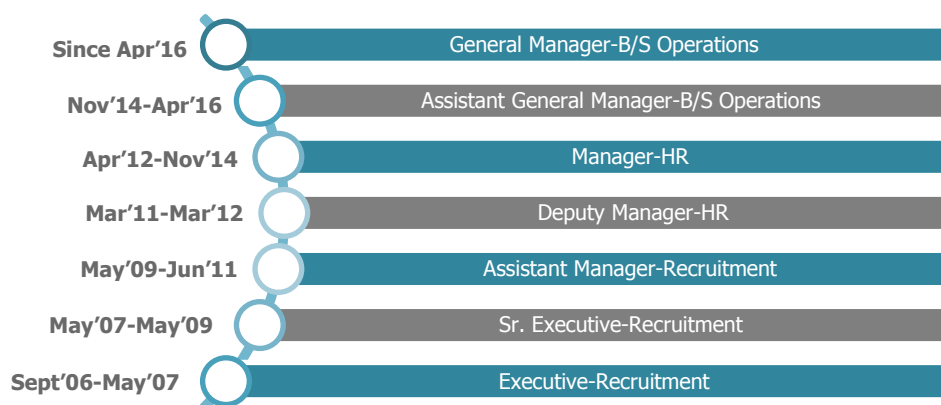 Since Apr’16 General Manager-B/S Operations
Nov’14-Apr’16 Assistant General Manager-B/S Operations
Apr’12-Nov’14 Manager-HR
Mar’11-Mar’12 Deputy Manager-HR
May’09-Jun’11 Assistant Manager-Recruitment
May’07-May’09 Sr. Executive-Recruitment
Sept’06-May’07 Executive-Recruitment